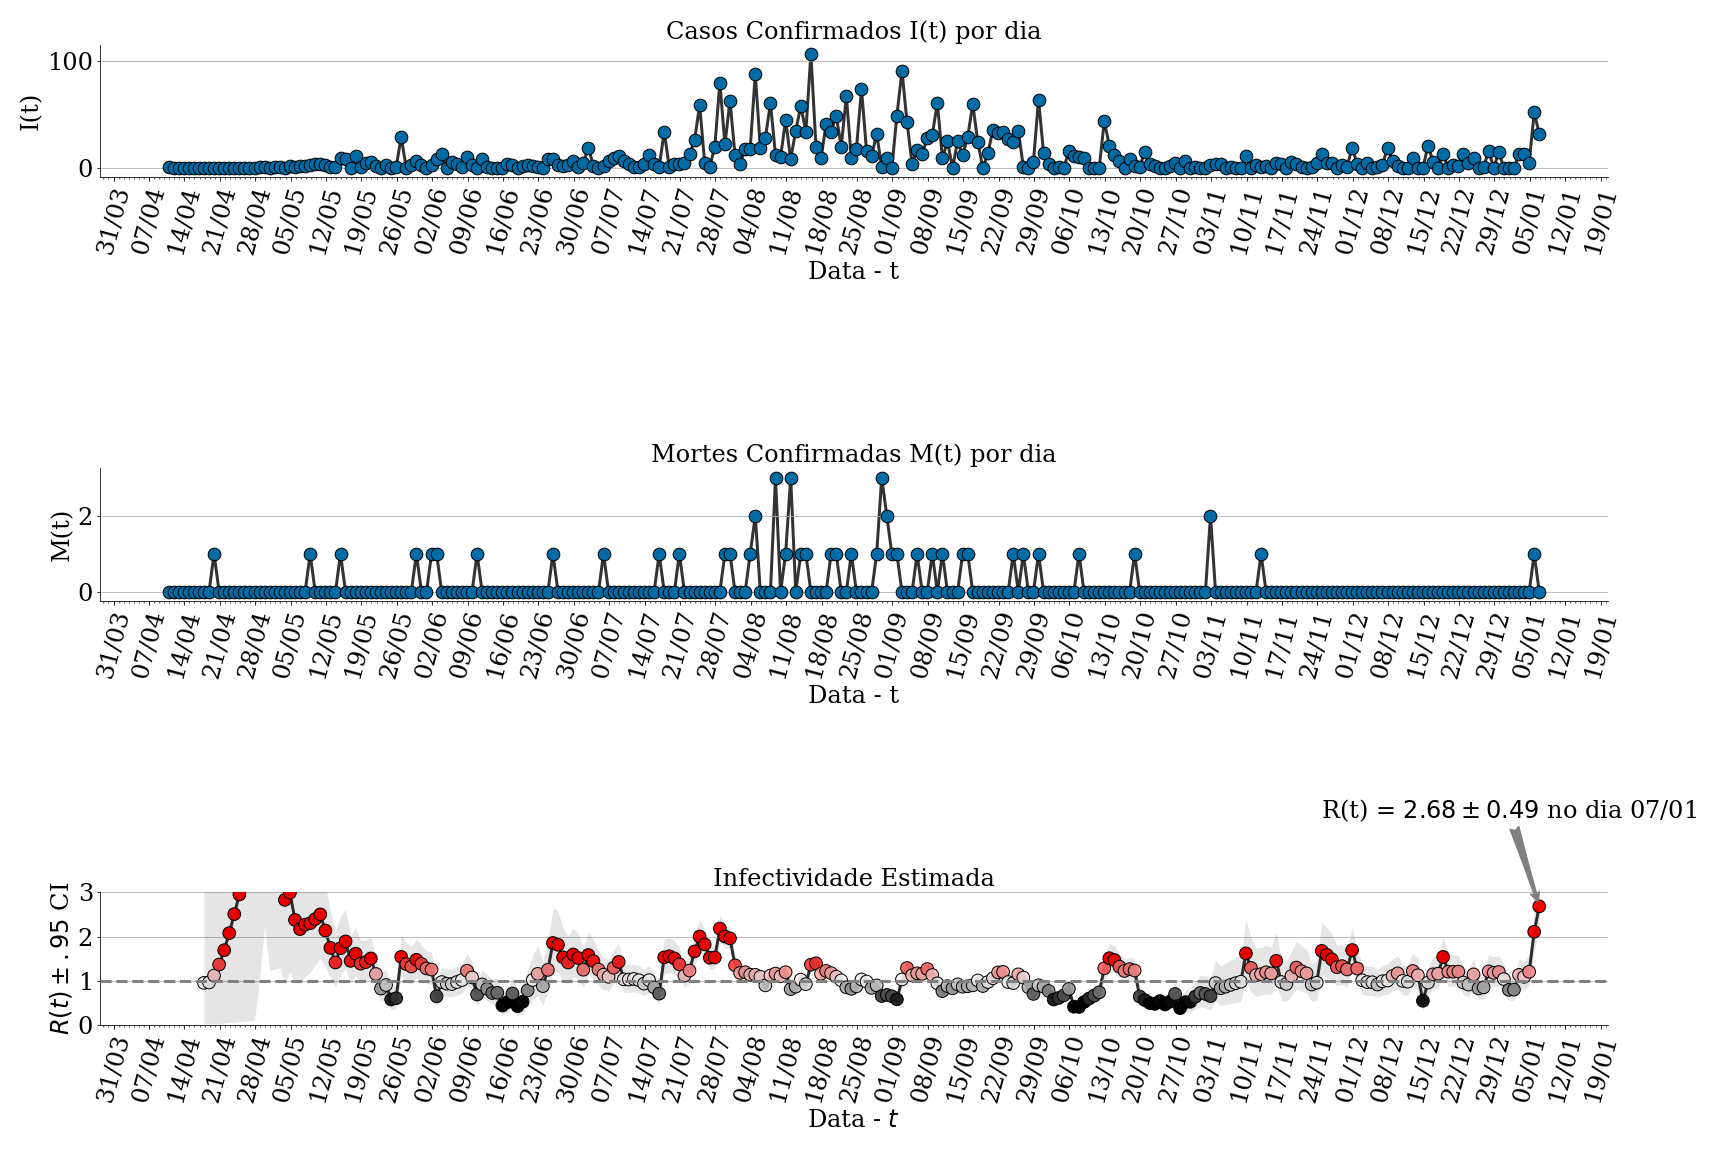 Casos Confirmados I(t) por dia
I(t)
100
0
31/03 07/04 14/04 21/04 28/04 05/05 12/05 19/05 26/05 02/06 09/06 16/06 23/06 30/06 07/07 14/07 21/07 28/07 04/08 11/08 18/08 25/08 01/09 08/09 15/09 22/09 29/09 06/10 13/10 20/10 27/10 03/11 10/11 17/11 24/11 01/12 08/12 15/12 22/12 29/12 05/01 12/01 19/01
Data - t
Mortes Confirmadas M(t) por dia
M(t)
2
0
31/03 07/04 14/04 21/04 28/04 05/05 12/05 19/05 26/05 02/06 09/06 16/06 23/06 30/06 07/07 14/07 21/07 28/07 04/08 11/08 18/08 25/08 01/09 08/09 15/09 22/09 29/09 06/10 13/10 20/10 27/10 03/11 10/11 17/11 24/11 01/12 08/12 15/12 22/12 29/12 05/01 12/01 19/01
Data - t
R(t) = 2.68 ± 0.49 no dia 07/01
Infectividade Estimada
R(t) ± .95 CI
3
2
1
0
31/03 07/04 14/04 21/04 28/04 05/05 12/05 19/05 26/05 02/06 09/06 16/06 23/06 30/06 07/07 14/07 21/07 28/07 04/08 11/08 18/08 25/08 01/09 08/09 15/09 22/09 29/09 06/10 13/10 20/10 27/10 03/11 10/11 17/11 24/11 01/12 08/12 15/12 22/12 29/12 05/01 12/01 19/01
Data - t